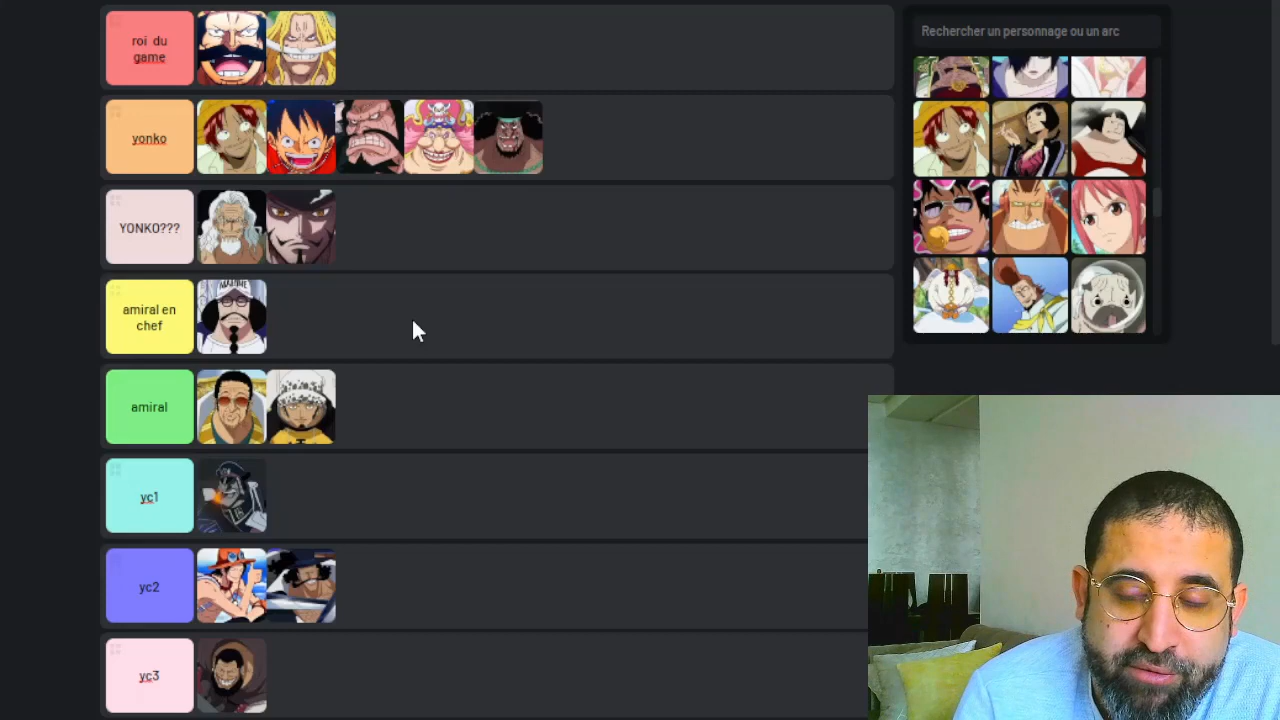 roi du
game
Rechercher un personnage ou un arc
yonko
YONKO???
amiral en
chef
MARINE
amiral
yc1
yc2
yc3